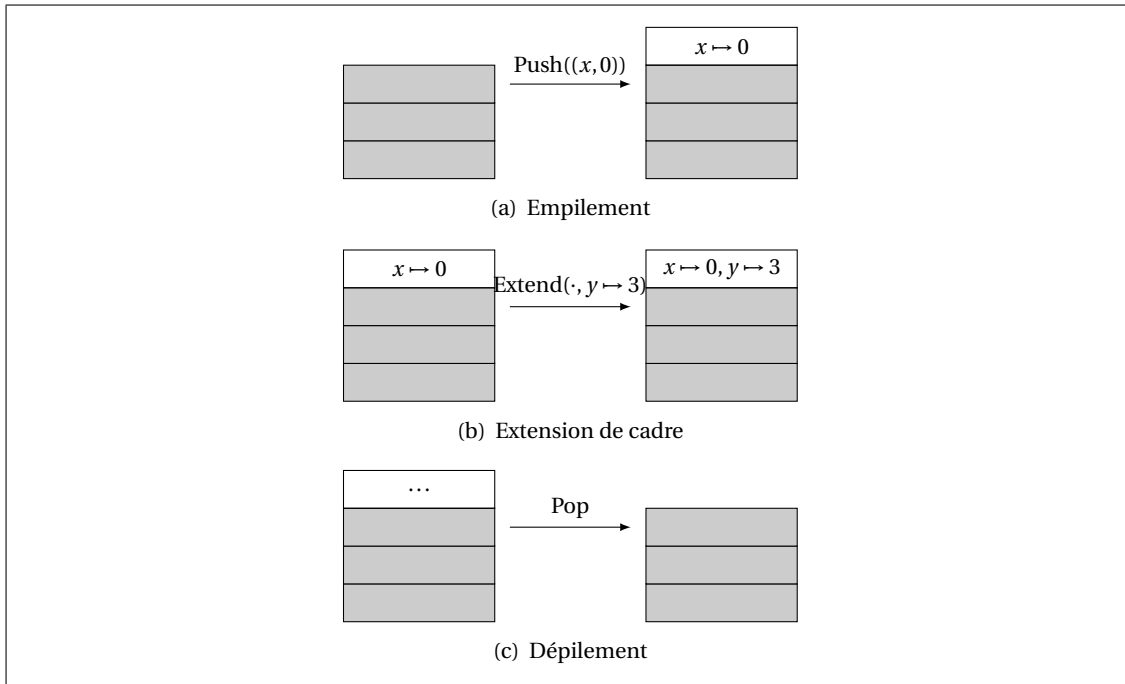 x ↦ 0
Push((x,0))
(a) Empilement
x ↦ 0
Extend(·, y ↦ 3)
x ↦ 0, y ↦ 3
(b) Extension de cadre
⋯
Pop
(c) Dépilement